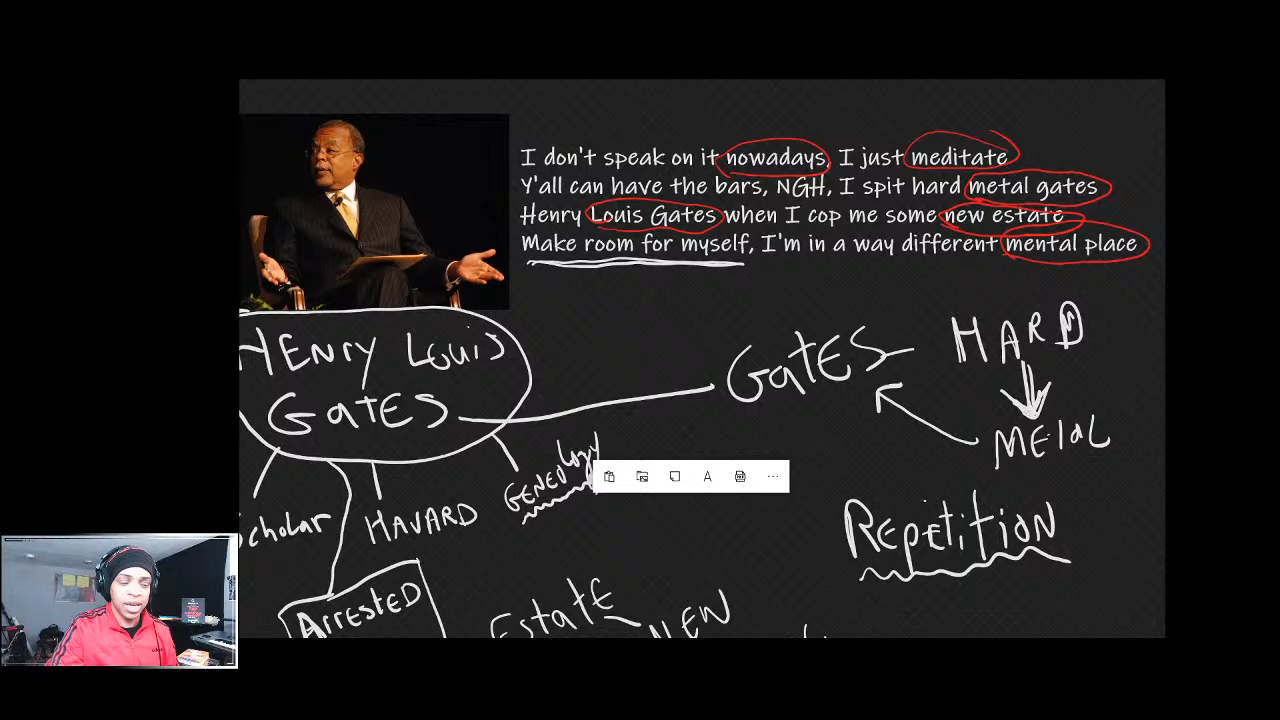 I don't speak on it nowadays, I just meditate
Y'all can have the bars, NGH, I spit hard metal gates
Henry Louis Gates when I cop me some new estate
Make room for myself, I'm in a way different mental place
HENRY LOUIS
GATES
GATES
HARD
METAL
SCHOLAR
HAVARD
GENEOLOGY
REPETITION
ARRESTED
ESTATE
NEW